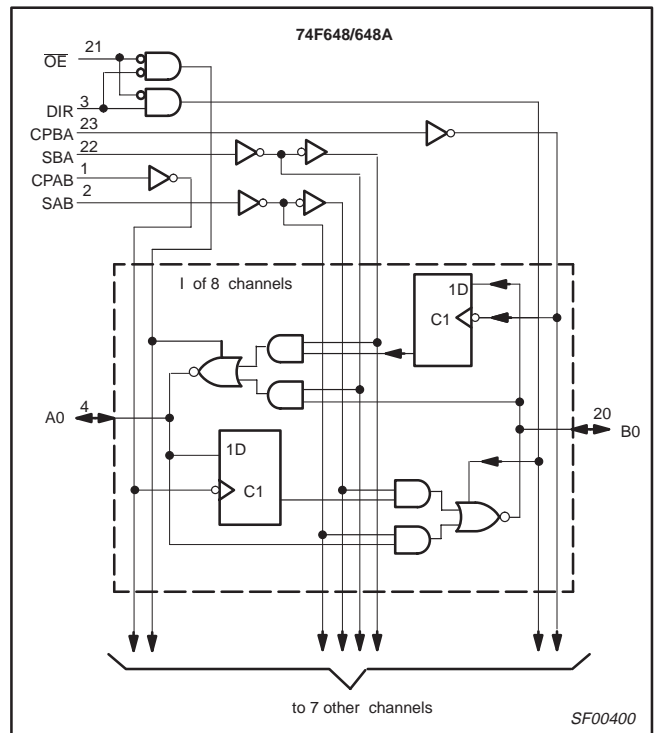 74F648/648A
OE 21
DIR 3
CPBA 23
SBA 22
CPAB 1
SAB 2
I of 8 channels
1D
C1
A0 4
20 B0
1D
C1
to 7 other channels
SF00400